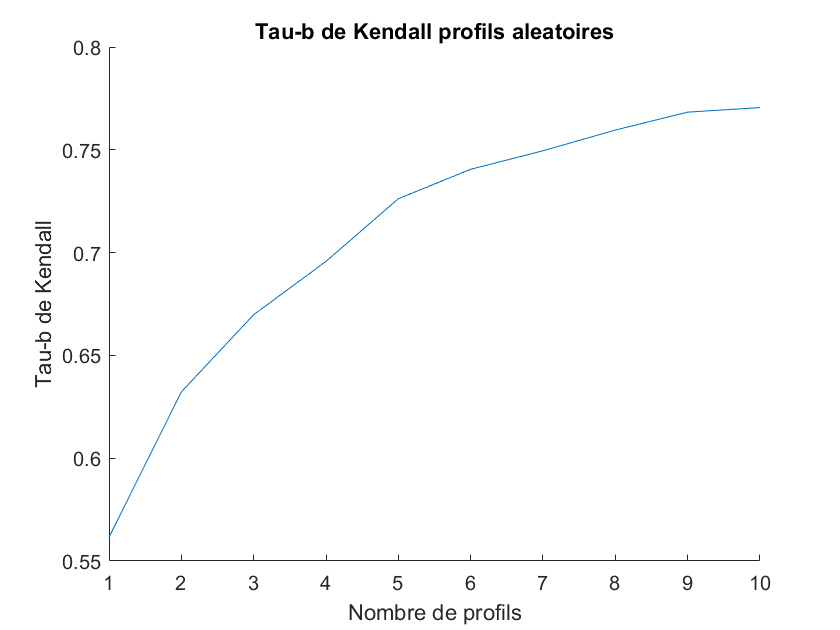 Tau-b de Kendall profils aleatoires
0.8
0.75
0.7
0.65
0.6
0.55
Tau-b de Kendall
1 2 3 4 5 6 7 8 9 10
Nombre de profils